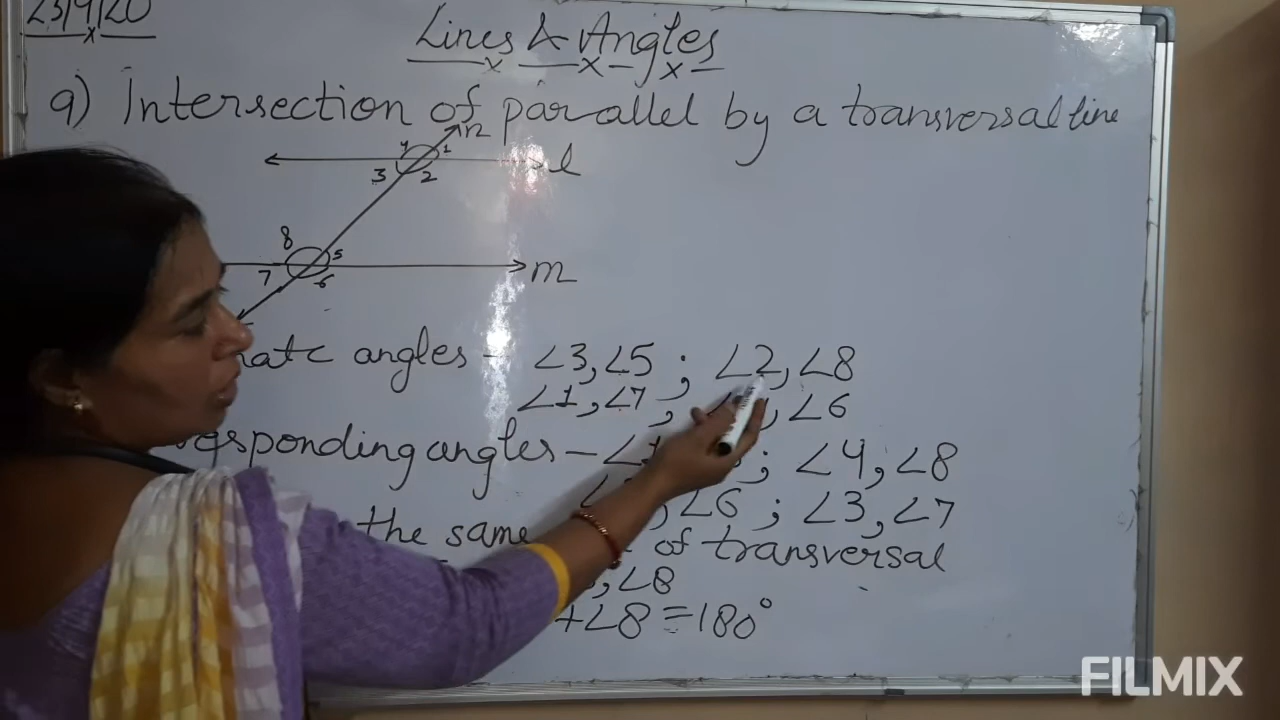 23/9/20
Lines & Angles
9) Intersection of parallel by a transversal line
n
4 1
l
3 2
8
5
m
7 6
angles - ∠3, ∠5 ; ∠2, ∠8
∠1, ∠7 ; , ∠6
angles - ; ∠4, ∠8
, ∠6 ; ∠3, ∠7
the same of transversal
, ∠8
+∠8 = 180°
FILMIX